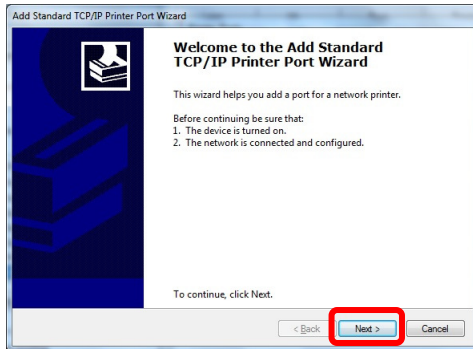 Add Standard TCP/IP Printer Port Wizard
Welcome to the Add Standard
TCP/IP Printer Port Wizard
This wizard helps you add a port for a network printer.
Before continuing be sure that:
1. The device is turned on.
2. The network is connected and configured.
To continue, click Next.
< Back
Next >
Cancel